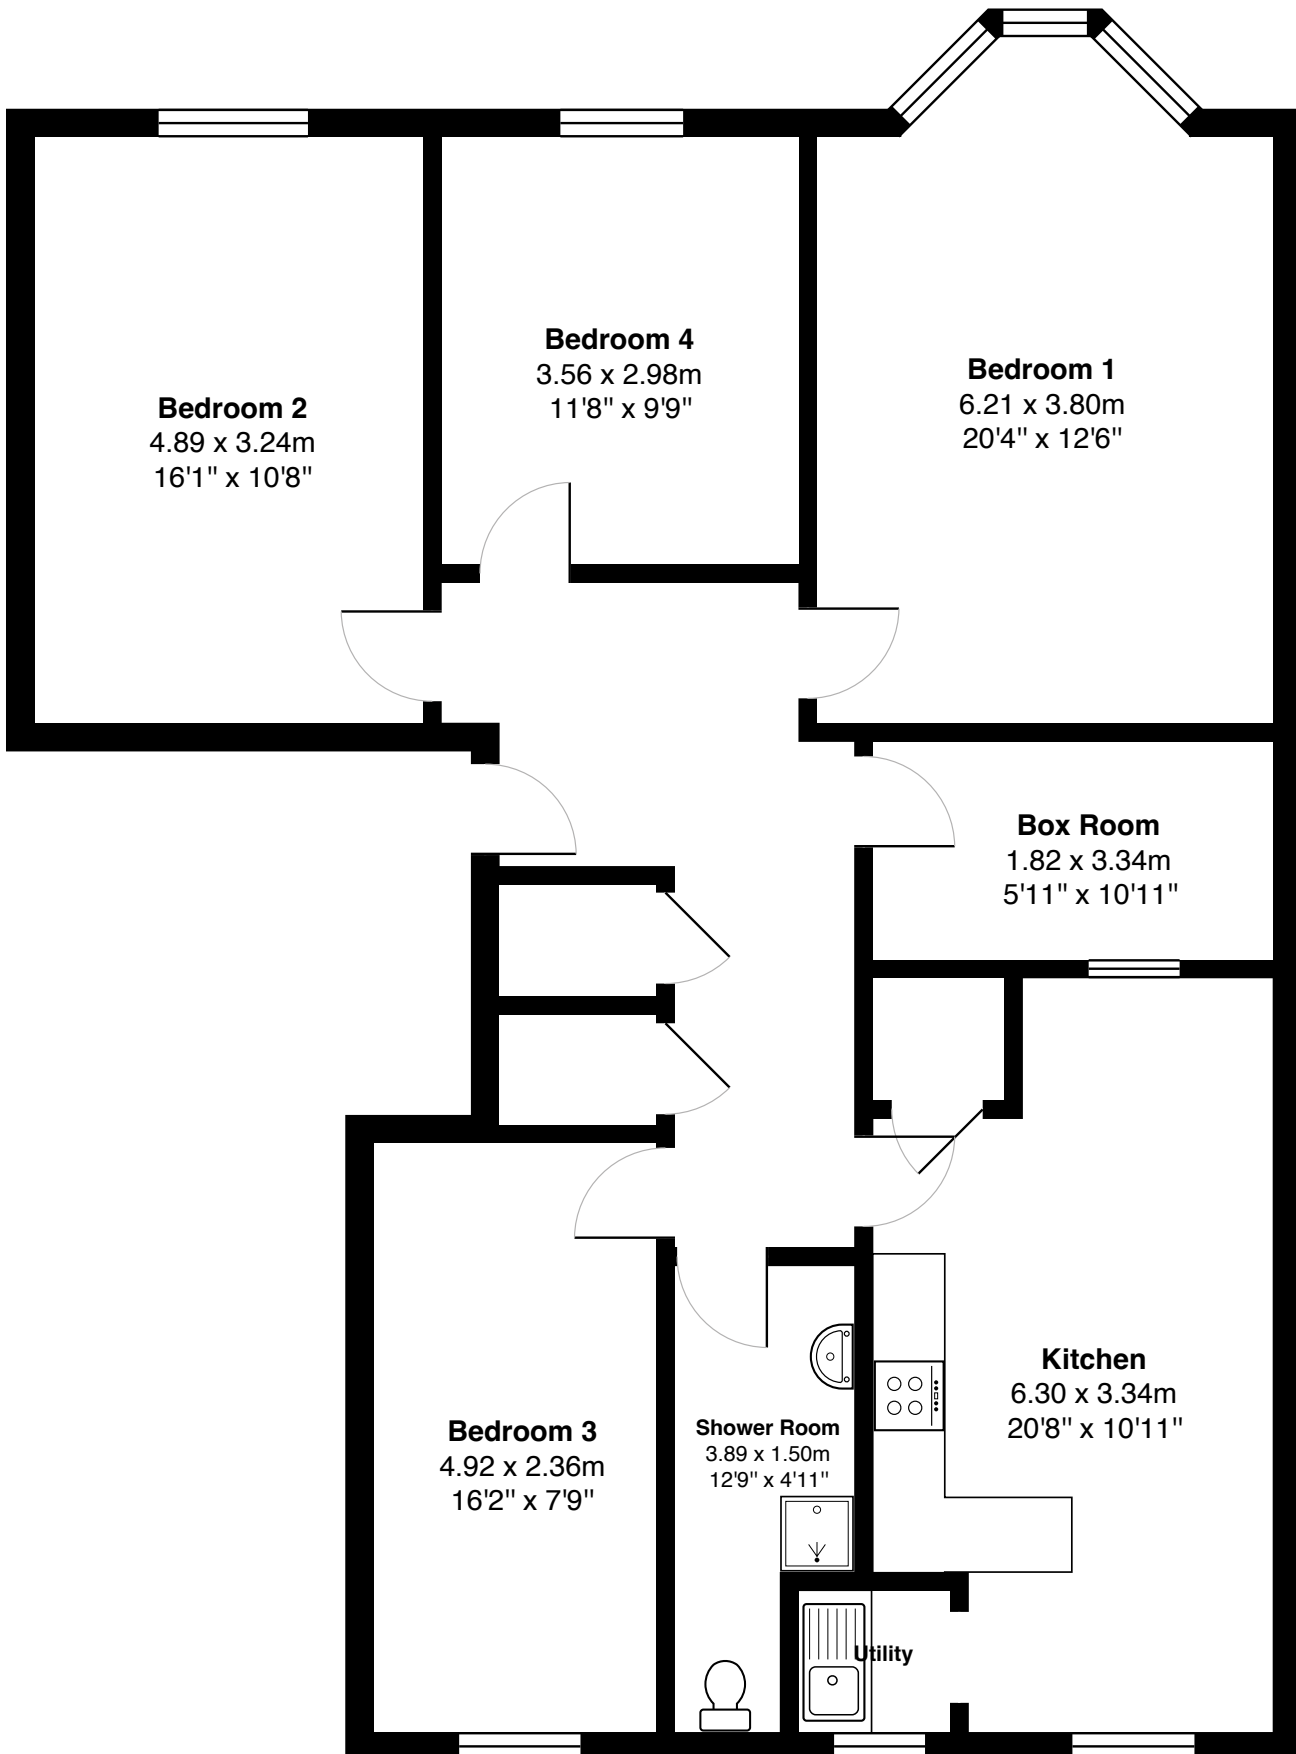 Bedroom 4
3.56 x 2.98m
11'8" x 9'9"
Bedroom 1
6.21 x 3.80m
20'4" x 12'6"
Bedroom 2
4.89 x 3.24m
16'1" x 10'8"
Box Room
1.82 x 3.34m
5'11" x 10'11"
Kitchen
6.30 x 3.34m
20'8" x 10'11"
Bedroom 3
4.92 x 2.36m
16'2" x 7'9"
Shower Room
3.89 x 1.50m
12'9" x 4'11"
Utility